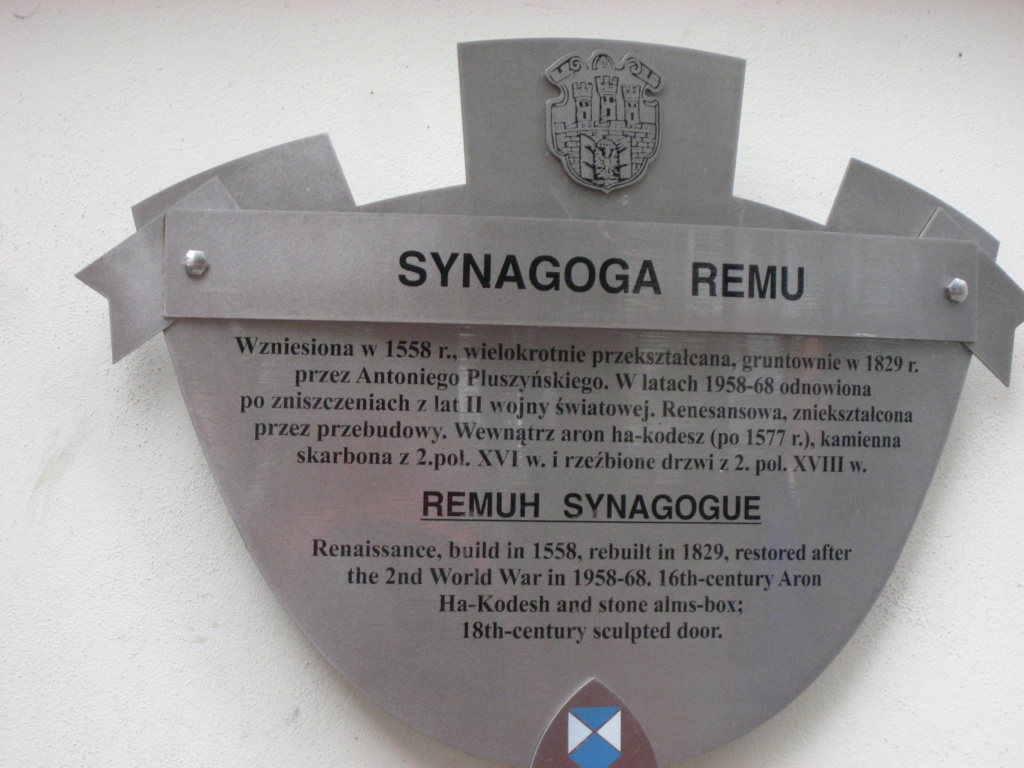 SYNAGOGA REMU
Wzniesiona w 1558 r., wielokrotnie przekształcana, gruntownie w 1829 r.
przez Antoniego Pluszyńskiego. W latach 1958-68 odnowiona
po zniszczeniach z lat II wojny światowej. Renesansowa, zniekształcona
przez przebudowy. Wewnątrz aron ha-kodesz (po 1577 r.), kamienna
skarbona z 2.poł. XVI w. i rzeźbione drzwi z 2. poł. XVIII w.
REMUH SYNAGOGUE
Renaissance, build in 1558, rebuilt in 1829, restored after
the 2nd World War in 1958-68. 16th-century Aron
Ha-Kodesh and stone alms-box;
18th-century sculpted door.